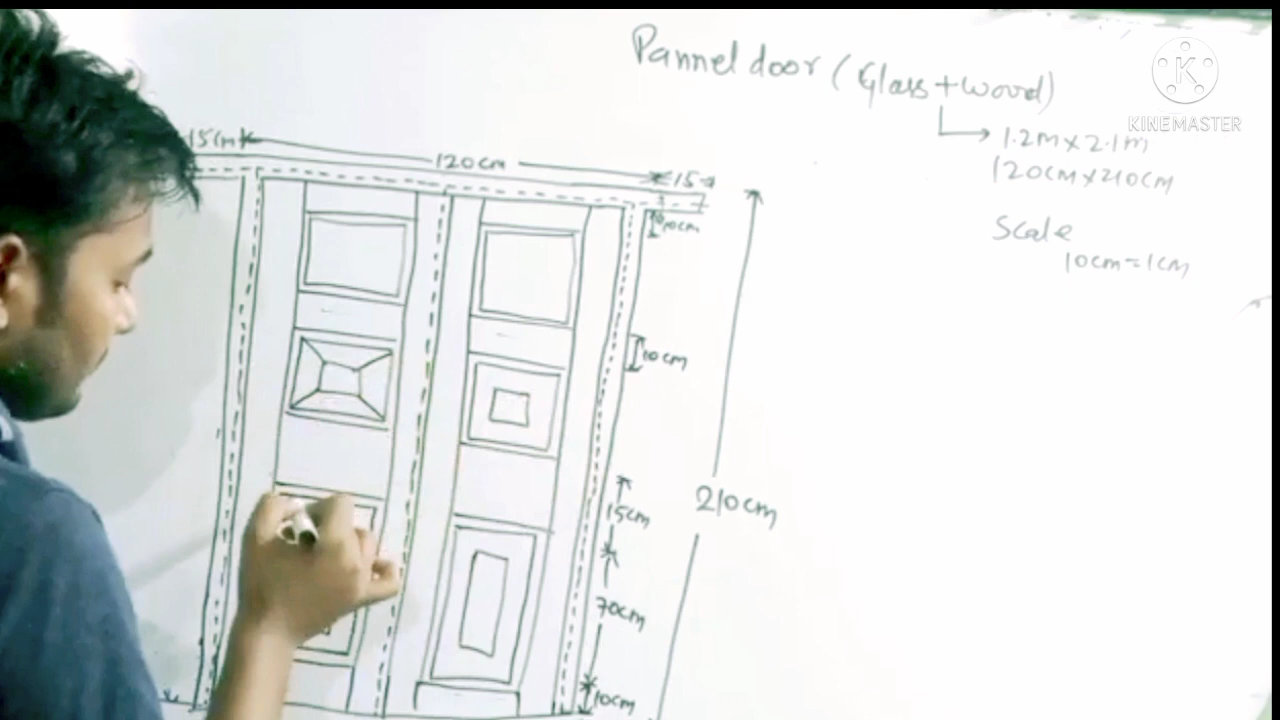 Pannel door (Glass + wood)
1.2m x 2.1m
120cm x 210cm
Scale
10cm = 1cm
KINEMASTER
15cm
120cm
15
10cm
10cm
15cm
210cm
70cm
10cm